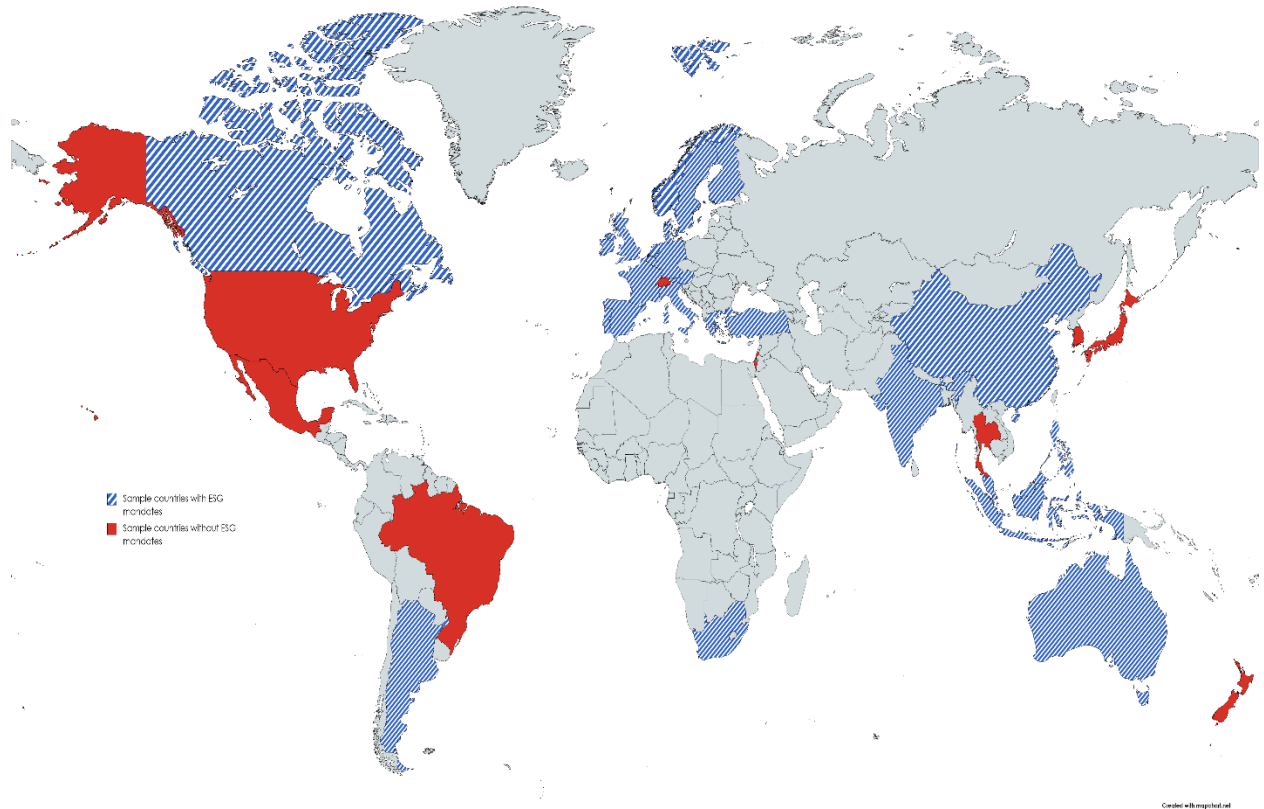 Sample countries with ESG
mandates
Sample countries without ESG
mandates
Created with mapchart.net